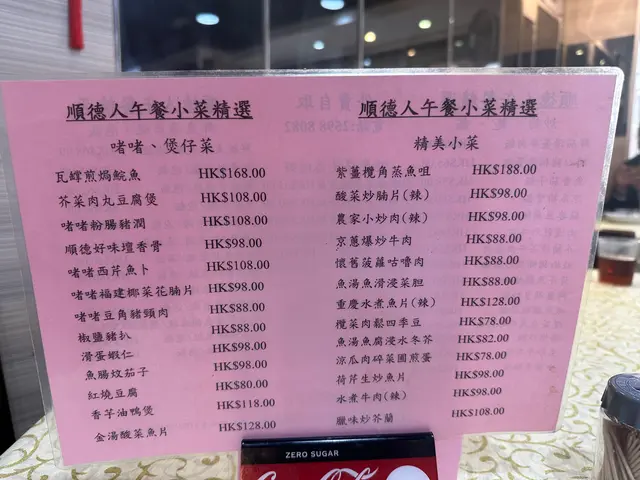 順德人午餐小菜精選
啫啫、煲仔菜
瓦罉煎焗鯇魚 HK$168.00
芥菜肉丸豆腐煲 HK$108.00
啫啫粉腸豬潤 HK$108.00
順德好味壇香骨 HK$98.00
啫啫西芹魚卜 HK$108.00
啫啫福建椰菜花腩片 HK$98.00
啫啫豆角豬頸肉 HK$88.00
椒鹽豬扒 HK$88.00
滑蛋蝦仁 HK$98.00
魚腸炆茄子 HK$98.00
紅燒豆腐 HK$80.00
香芋油鴨煲 HK$118.00
金湯酸菜魚片 HK$128.00
順德人午餐小菜精選
精美小菜
紫薑欖角蒸魚咀 HK$188.00
酸菜炒腩片(辣) HK$98.00
農家小炒肉(辣) HK$98.00
京蔥爆炒牛肉 HK$88.00
懷舊菠蘿咕嚕肉 HK$88.00
魚湯魚滑浸菜胆 HK$88.00
重慶水煮魚片(辣) HK$128.00
欖菜肉鬆四季豆 HK$78.00
魚湯魚腐浸水冬芥 HK$82.00
涼瓜肉碎菜圃煎蛋 HK$78.00
荷芹生炒魚片 HK$98.00
水煮牛肉(辣) HK$98.00
臘味炒芥蘭 HK$108.00
ZERO SUGAR